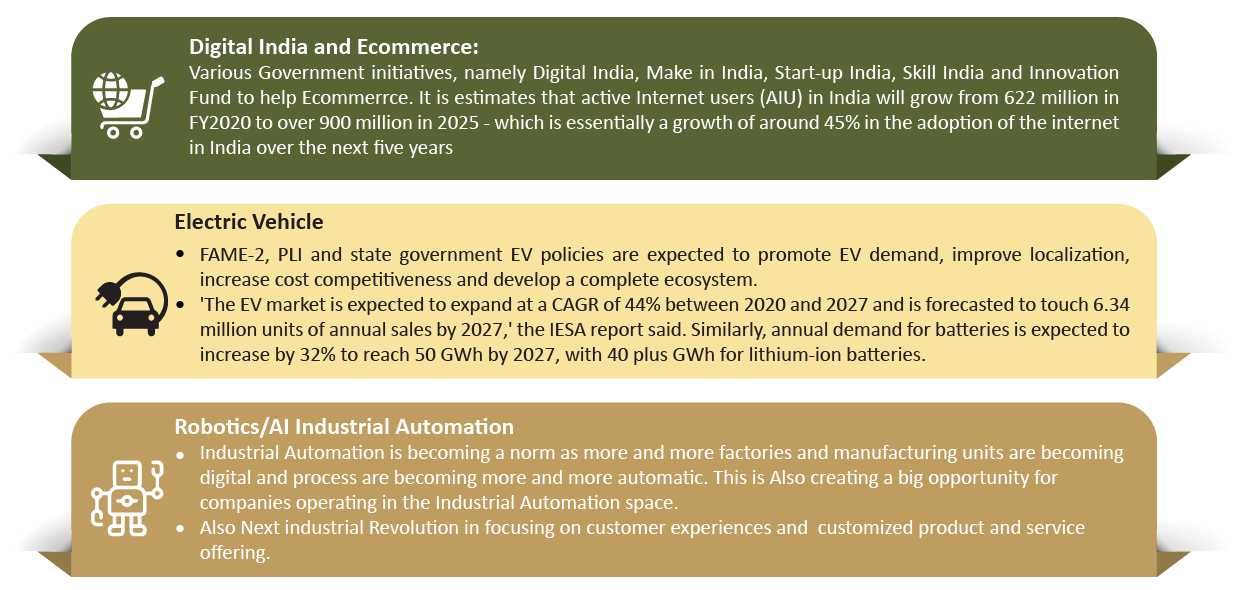 Digital India and Ecommerce:
Various Government initiatives, namely Digital India, Make in India, Start-up India, Skill India and Innovation
Fund to help Ecommerrce. It is estimates that active Internet users (AIU) in India will grow from 622 million in
FY2020 to over 900 million in 2025 - which is essentially a growth of around 45% in the adoption of the internet
in India over the next five years
Electric Vehicle
• FAME-2, PLI and state government EV policies are expected to promote EV demand, improve localization,
increase cost competitiveness and develop a complete ecosystem.
• 'The EV market is expected to expand at a CAGR of 44% between 2020 and 2027 and is forecasted to touch 6.34
million units of annual sales by 2027,' the IESA report said. Similarly, annual demand for batteries is expected to
increase by 32% to reach 50 GWh by 2027, with 40 plus GWh for lithium-ion batteries.
Robotics/AI Industrial Automation
• Industrial Automation is becoming a norm as more and more factories and manufacturing units are becoming
digital and process are becoming more and more automatic. This is Also creating a big opportunity for
companies operating in the Industrial Automation space.
• Also Next industrial Revolution in focusing on customer experiences and customized product and service
offering.